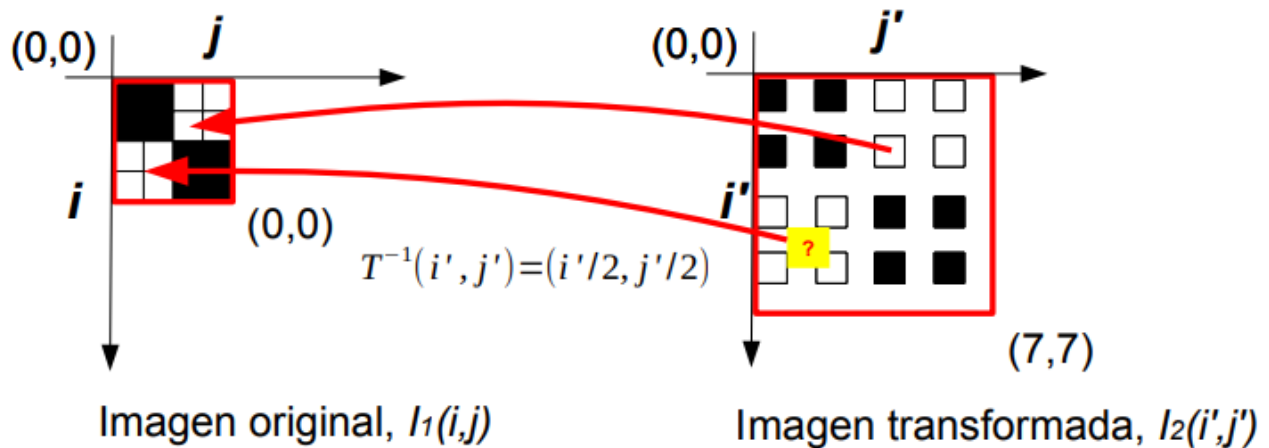 (0,0)
j
(0,0)
j'
i
(0,0)
i'
?
T⁻¹(i',j')=(i'/2,j'/2)
(7,7)
Imagen original, I₁(i,j)
Imagen transformada, I₂(i',j')